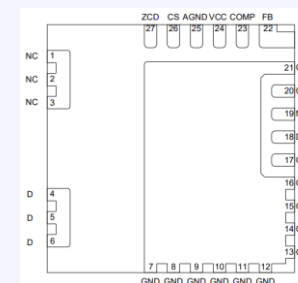 ZCD CS AGND VCC COMP FB
27 26 25 24 23 22
NC 1
NC 2
NC 3
21
20
19
18
17
16
15
14
13
D 4
D 5
D 6
7 8 9 10 11 12
GND GND GND GND GND GND